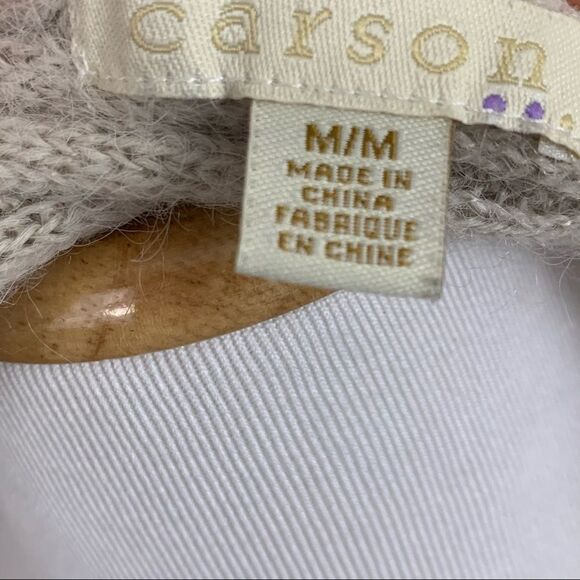 carson
M/M
MADE IN
CHINA
FABRIQUE
EN CHINE